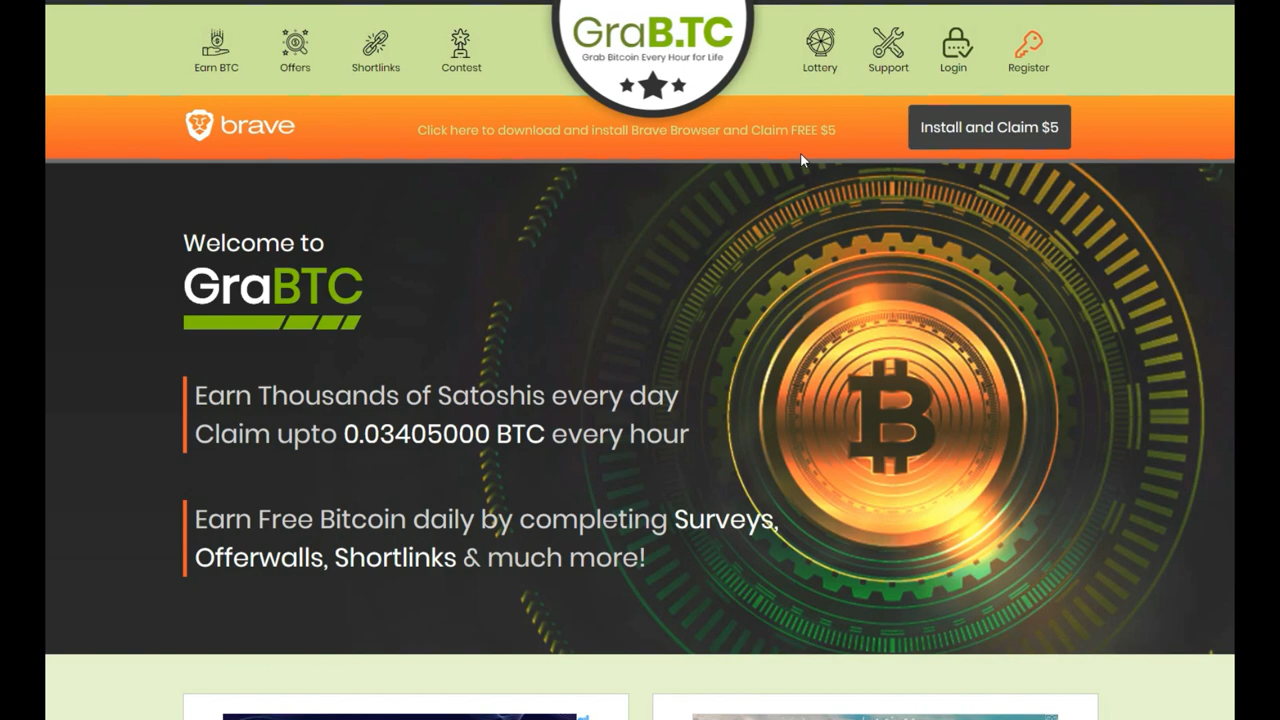 Earn BTC
Offers
Shortlinks
Contest
GraB.TC
Grab Bitcoin Every Hour for Life
Lottery
Support
Login
Register
brave
Click here to download and install Brave Browser and Claim FREE $5
Install and Claim $5
Welcome to
GraBTC
Earn Thousands of Satoshis every day
Claim upto 0.03405000 BTC every hour
Earn Free Bitcoin daily by completing Surveys,
Offerwalls, Shortlinks & much more!